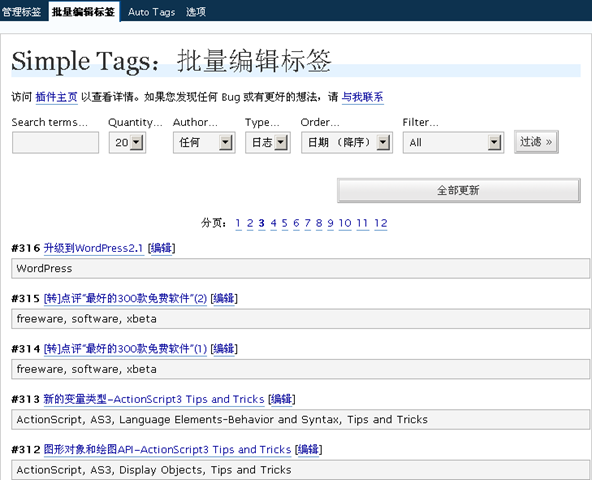 管理标签 批量编辑标签 Auto Tags 选项
Simple Tags：批量编辑标签
访问 插件主页 以查看详情。如果您发现任何 Bug 或有更好的想法，请 与我联系
Search terms... Quantity... Author... Type... Order... Filter...
20 任何 日志 日期 （降序） All 过滤 »
全部更新
分页： 1 2 3 4 5 6 7 8 9 10 11 12
#316 升级到WordPress2.1 [编辑]
WordPress
#315 [转]点评“最好的300款免费软件”(2) [编辑]
freeware, software, xbeta
#314 [转]点评“最好的300款免费软件”(1) [编辑]
freeware, software, xbeta
#313 新的变量类型–ActionScript3 Tips and Tricks [编辑]
ActionScript, AS3, Language Elements-Behavior and Syntax, Tips and Tricks
#312 图形对象和绘图API–ActionScript3 Tips and Tricks [编辑]
ActionScript, AS3, Display Objects, Tips and Tricks